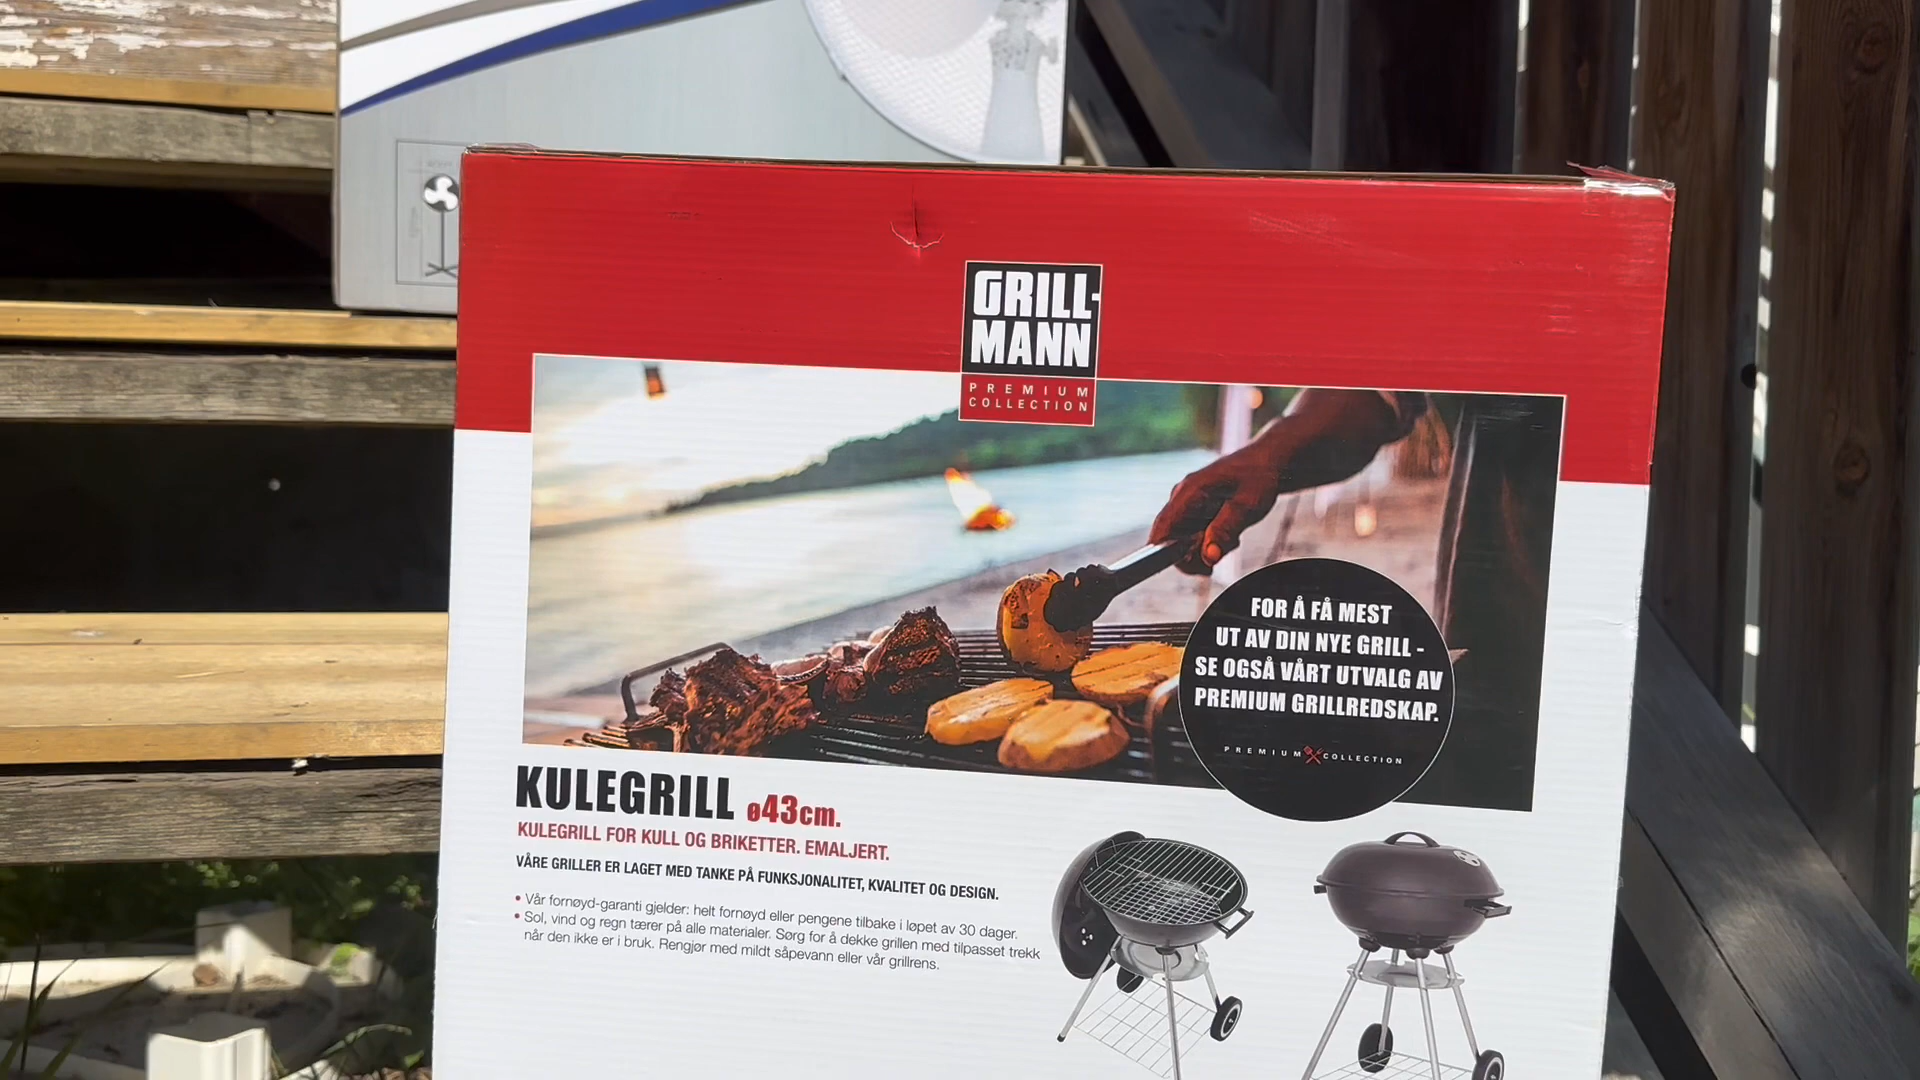 GRILL-
MANN
PREMIUM
COLLECTION
FOR Å FÅ MEST
UT AV DIN NYE GRILL -
SE OGSÅ VÅRT UTVALG AV
PREMIUM GRILLREDSKAP.
PREMIUM COLLECTION
KULEGRILL ø43cm.
KULEGRILL FOR KULL OG BRIKETTER. EMALJERT.
VÅRE GRILLER ER LAGET MED TANKE PÅ FUNKSJONALITET, KVALITET OG DESIGN.
• Vår fornøyd-garanti gjelder: helt fornøyd eller pengene tilbake i løpet av 30 dager.
• Sol, vind og regn tærer på alle materialer. Sørg for å dekke grillen med tilpasset trekk
når den ikke er i bruk. Rengjør med mildt såpevann eller vår grillrens.